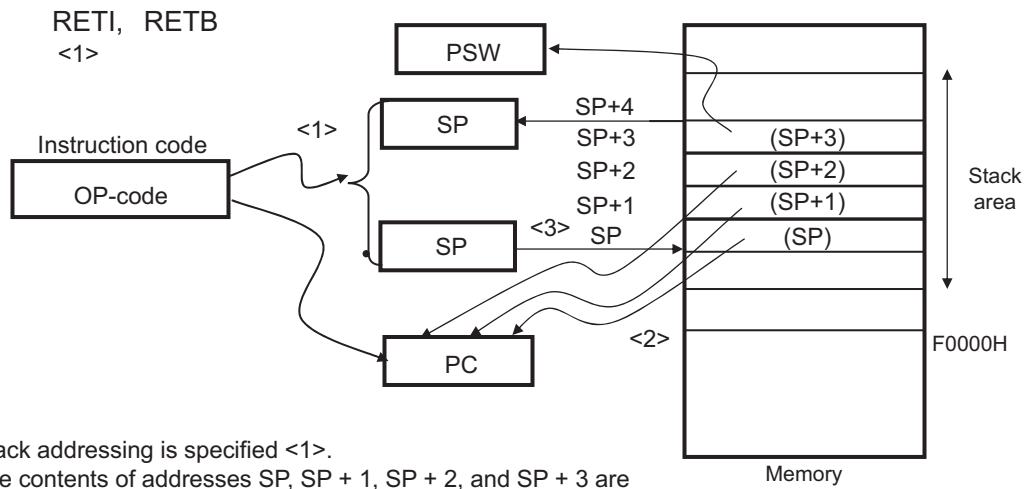 RETI, RETB
<1>
PSW
SP+4
<1>
SP
SP+3
(SP+3)
Instruction code
SP+2
(SP+2)
Stack
area
OP-code
SP+1
(SP+1)
SP
<3>
SP
(SP)
<2>
F0000H
PC
ack addressing is specified <1>.
e contents of addresses SP, SP + 1, SP + 2, and SP + 3 are
Memory